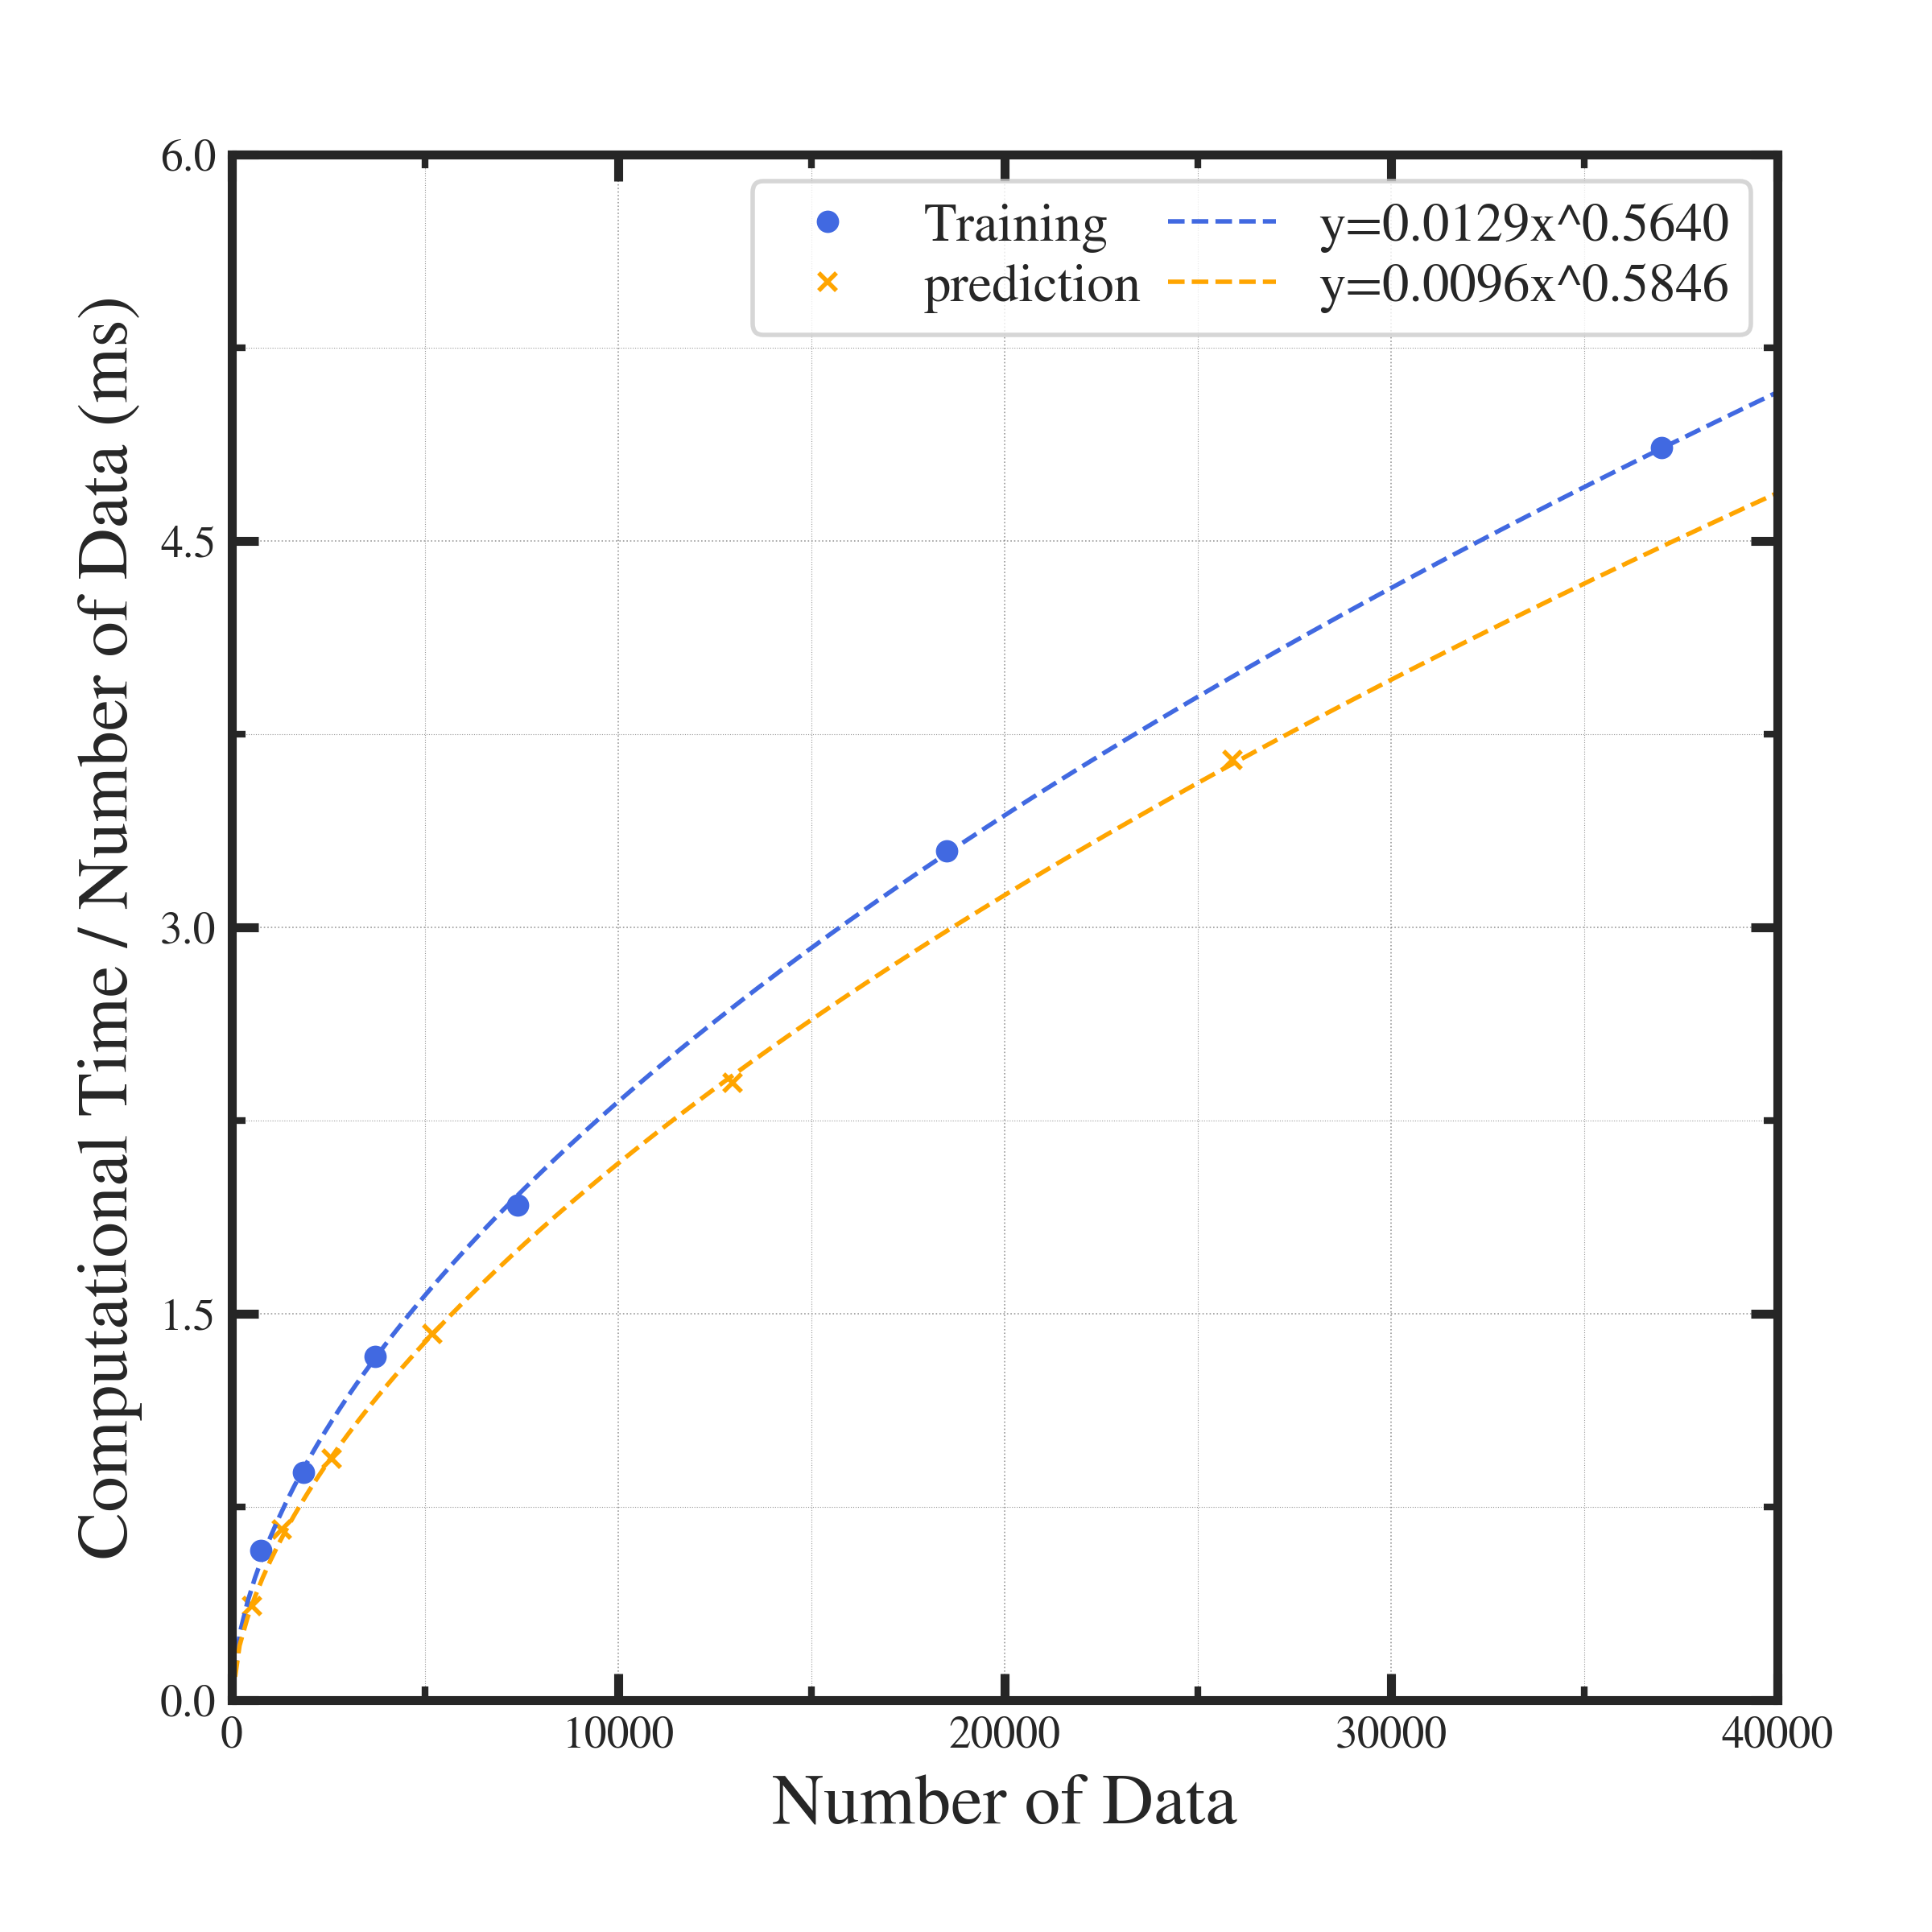 6.0
Training y=0.0129x^0.5640
prediction y=0.0096x^0.5846
Computational Time / Number of Data (ms)
4.5
3.0
1.5
0.0
0 10000 20000 30000 40000
Number of Data